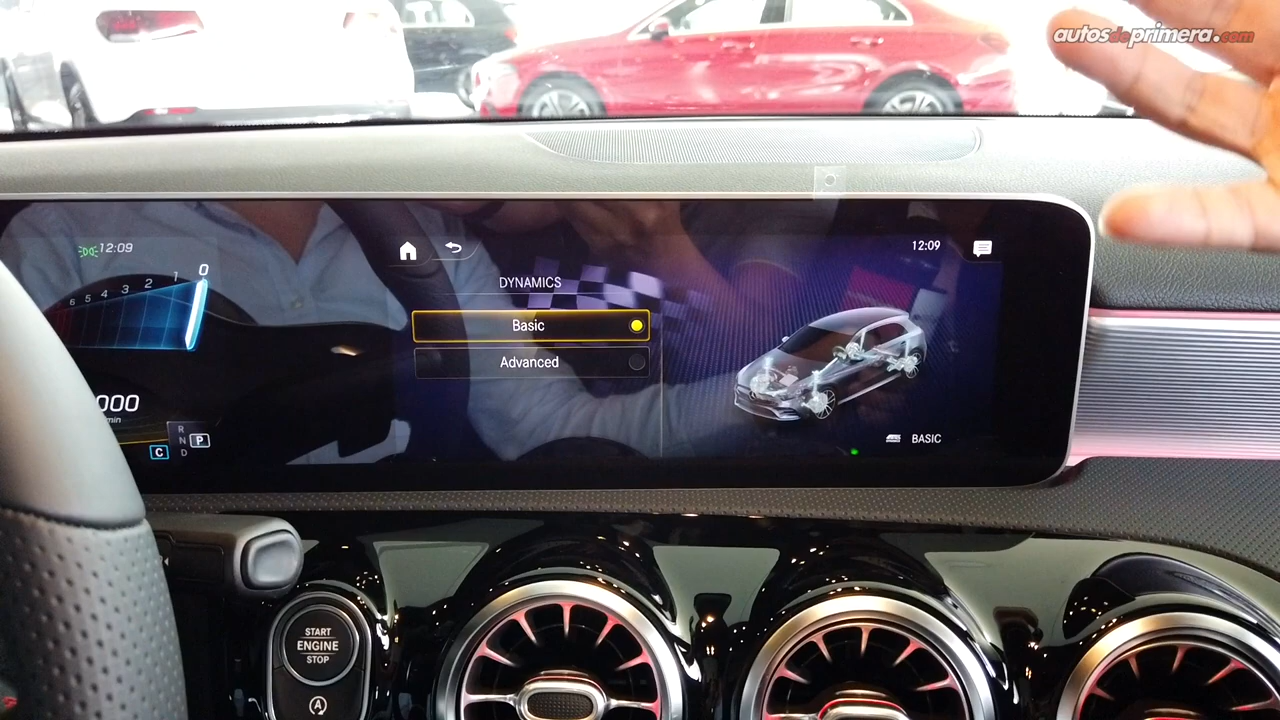 autosdeprimera.com
12:09
12:09
6 5 4 3 2 1 0
DYNAMICS
Basic
Advanced
000
min
R
N P
C D
BASIC
START
ENGINE
STOP
A